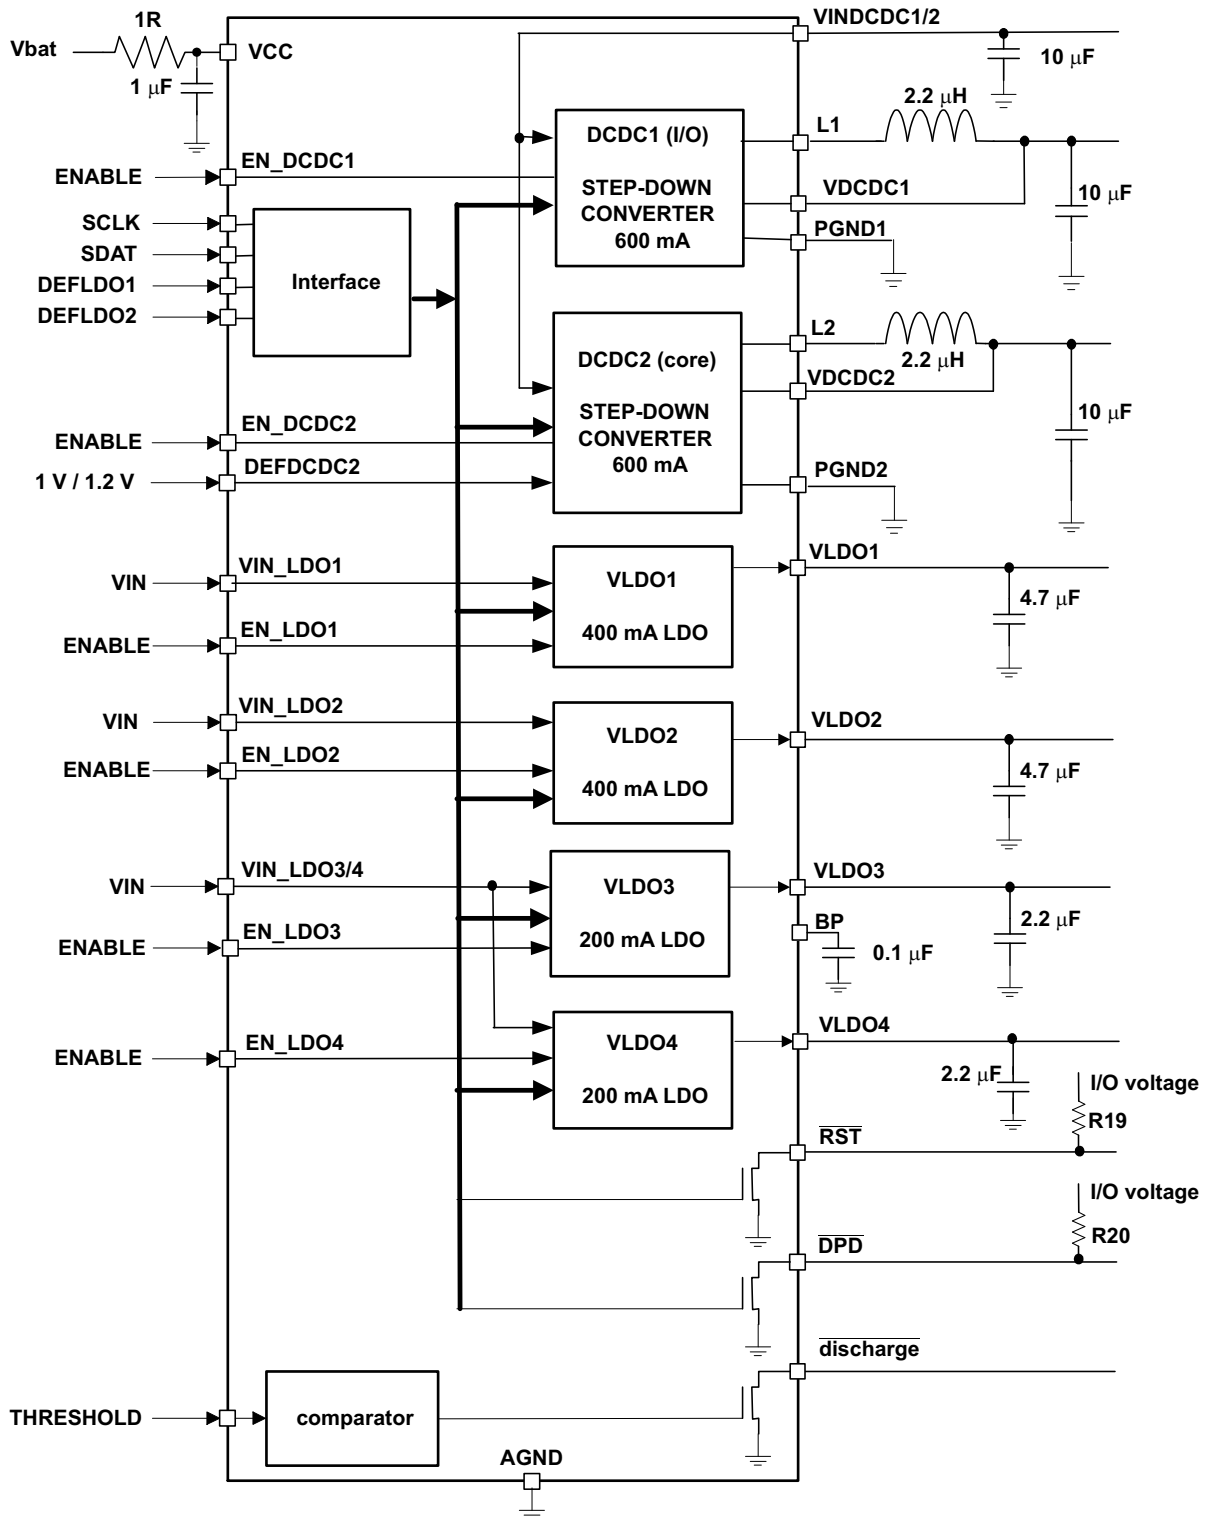 1R
Vbat
VCC
1 μF
VINDCDC1/2
10 μF
2.2 μH
L1
DCDC1 (I/O)
STEP-DOWN
CONVERTER
600 mA
EN_DCDC1
ENABLE
VDCDC1
10 μF
PGND1
SCLK
SDAT
DEFLDO1
DEFLDO2
Interface
L2
2.2 μH
DCDC2 (core)
STEP-DOWN
CONVERTER
600 mA
VDCDC2
10 μF
EN_DCDC2
ENABLE
DEFDCDC2
1 V / 1.2 V
PGND2
VIN_LDO1
VIN
VLDO1
400 mA LDO
VLDO1
4.7 μF
EN_LDO1
ENABLE
VIN_LDO2
VIN
VLDO2
400 mA LDO
VLDO2
4.7 μF
EN_LDO2
ENABLE
VIN_LDO3/4
VIN
VLDO3
200 mA LDO
VLDO3
2.2 μF
BP
0.1 μF
EN_LDO3
ENABLE
VLDO4
200 mA LDO
VLDO4
2.2 μF
EN_LDO4
ENABLE
I/O voltage
R19
RST
I/O voltage
R20
DPD
discharge
THRESHOLD
comparator
AGND